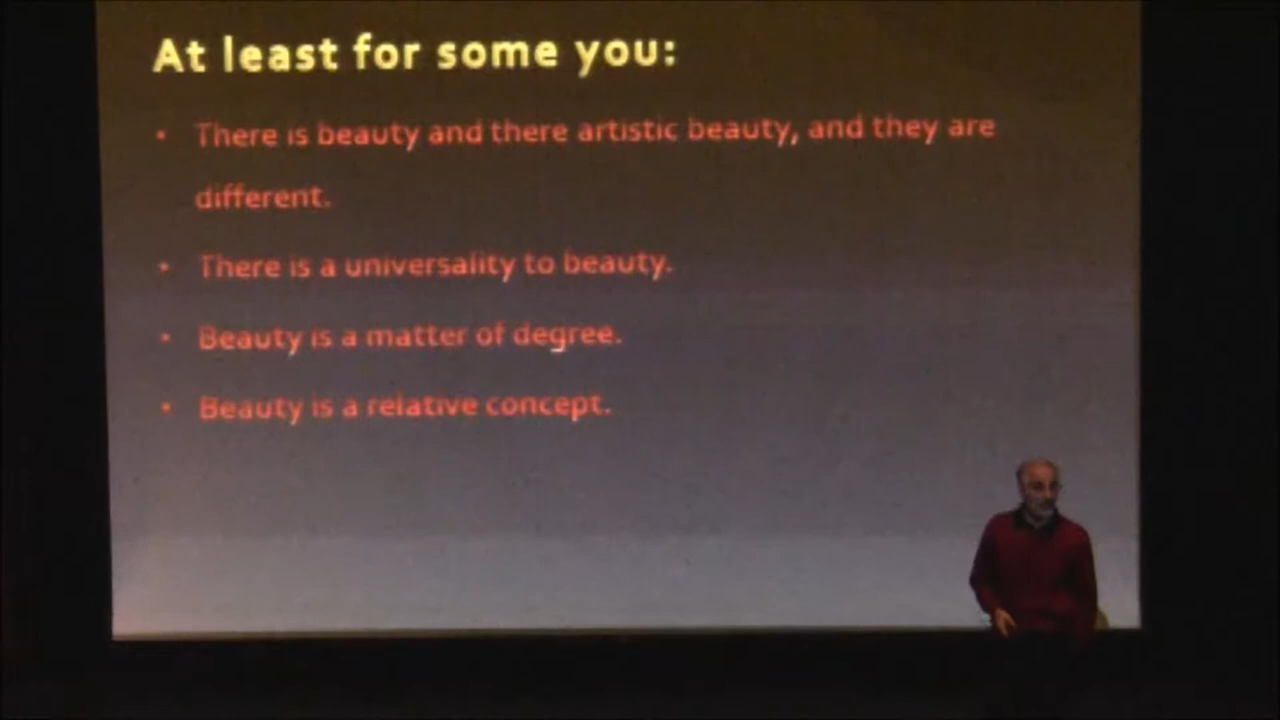 At least for some you:
• There is beauty and there artistic beauty, and they are
different.
• There is a universality to beauty.
• Beauty is a matter of degree.
• Beauty is a relative concept.